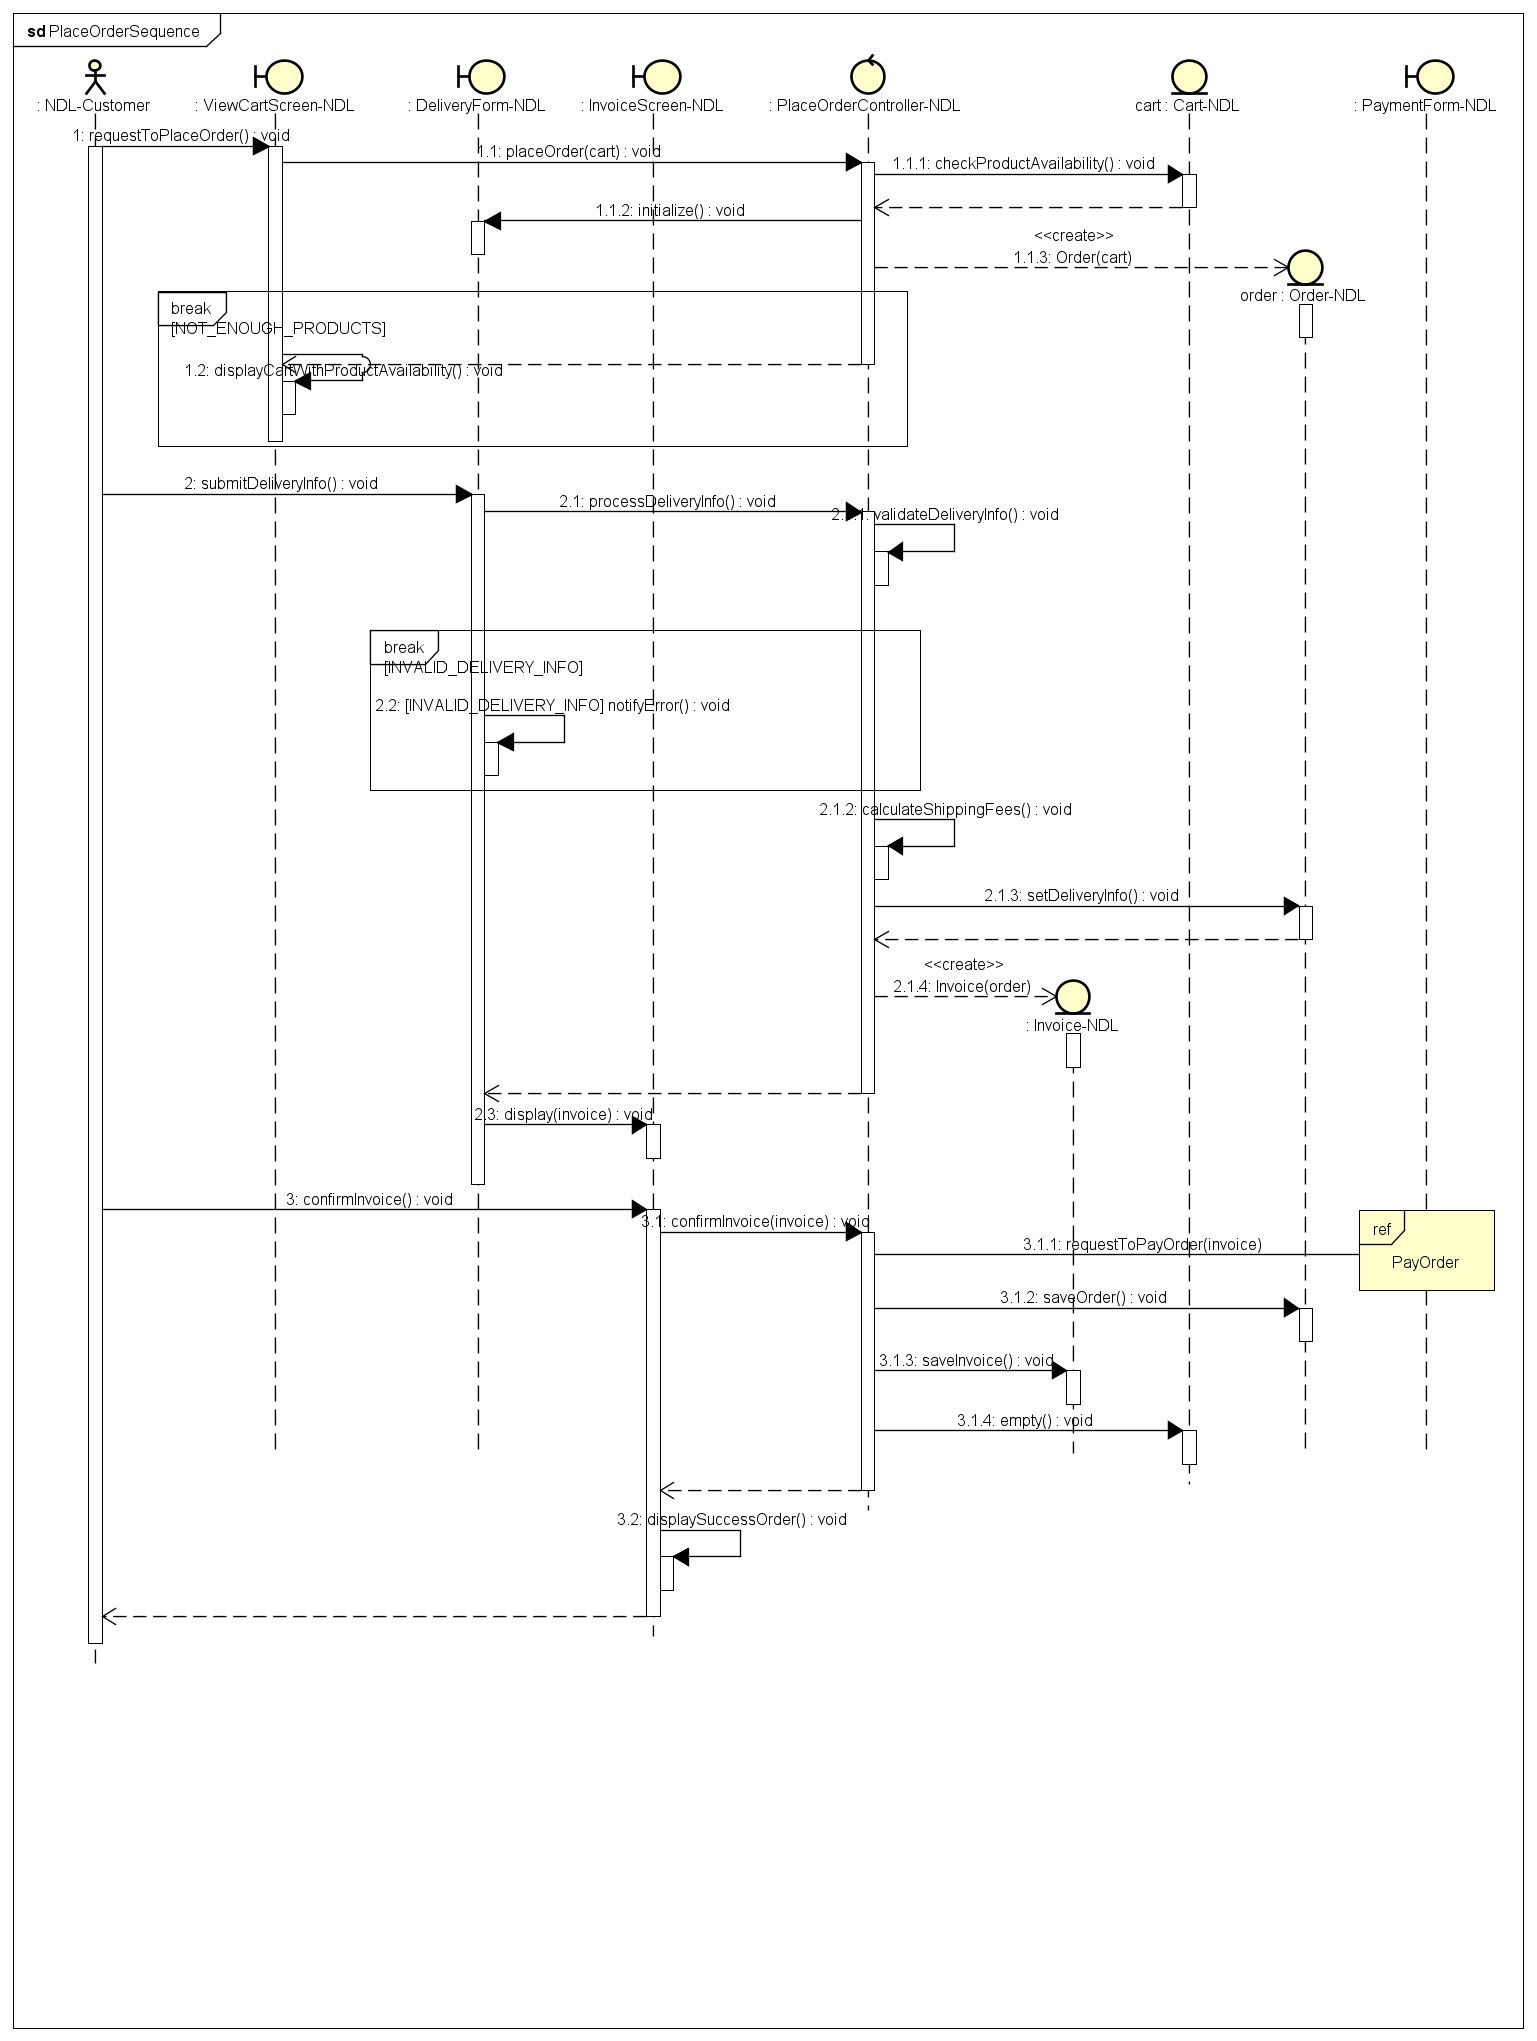 sd PlaceOrderSequence
: NDL-Customer
: ViewCartScreen-NDL
: DeliveryForm-NDL
: InvoiceScreen-NDL
: PlaceOrderController-NDL
cart : Cart-NDL
: PaymentForm-NDL
1: requestToPlaceOrder() : void
1.1: placeOrder(cart) : void
1.1.1: checkProductAvailability() : void
1.1.2: initialize() : void
<<create>>
1.1.3: Order(cart)
order : Order-NDL
break
[NOT_ENOUGH_PRODUCTS]
1.2: displayCartWithProductAvailability() : void
2: submitDeliveryInfo() : void
2.1: processDeliveryInfo() : void
2.1.1: validateDeliveryInfo() : void
break
[INVALID_DELIVERY_INFO]
2.2: [INVALID_DELIVERY_INFO] notifyError() : void
2.1.2: calculateShippingFees() : void
2.1.3: setDeliveryInfo() : void
<<create>>
2.1.4: Invoice(order)
: Invoice-NDL
2.3: display(invoice) : void
3: confirmInvoice() : void
3.1: confirmInvoice(invoice) : void
ref
3.1.1: requestToPayOrder(invoice)
PayOrder
3.1.2: saveOrder() : void
3.1.3: saveInvoice() : void
3.1.4: empty() : void
3.2: displaySuccessOrder() : void